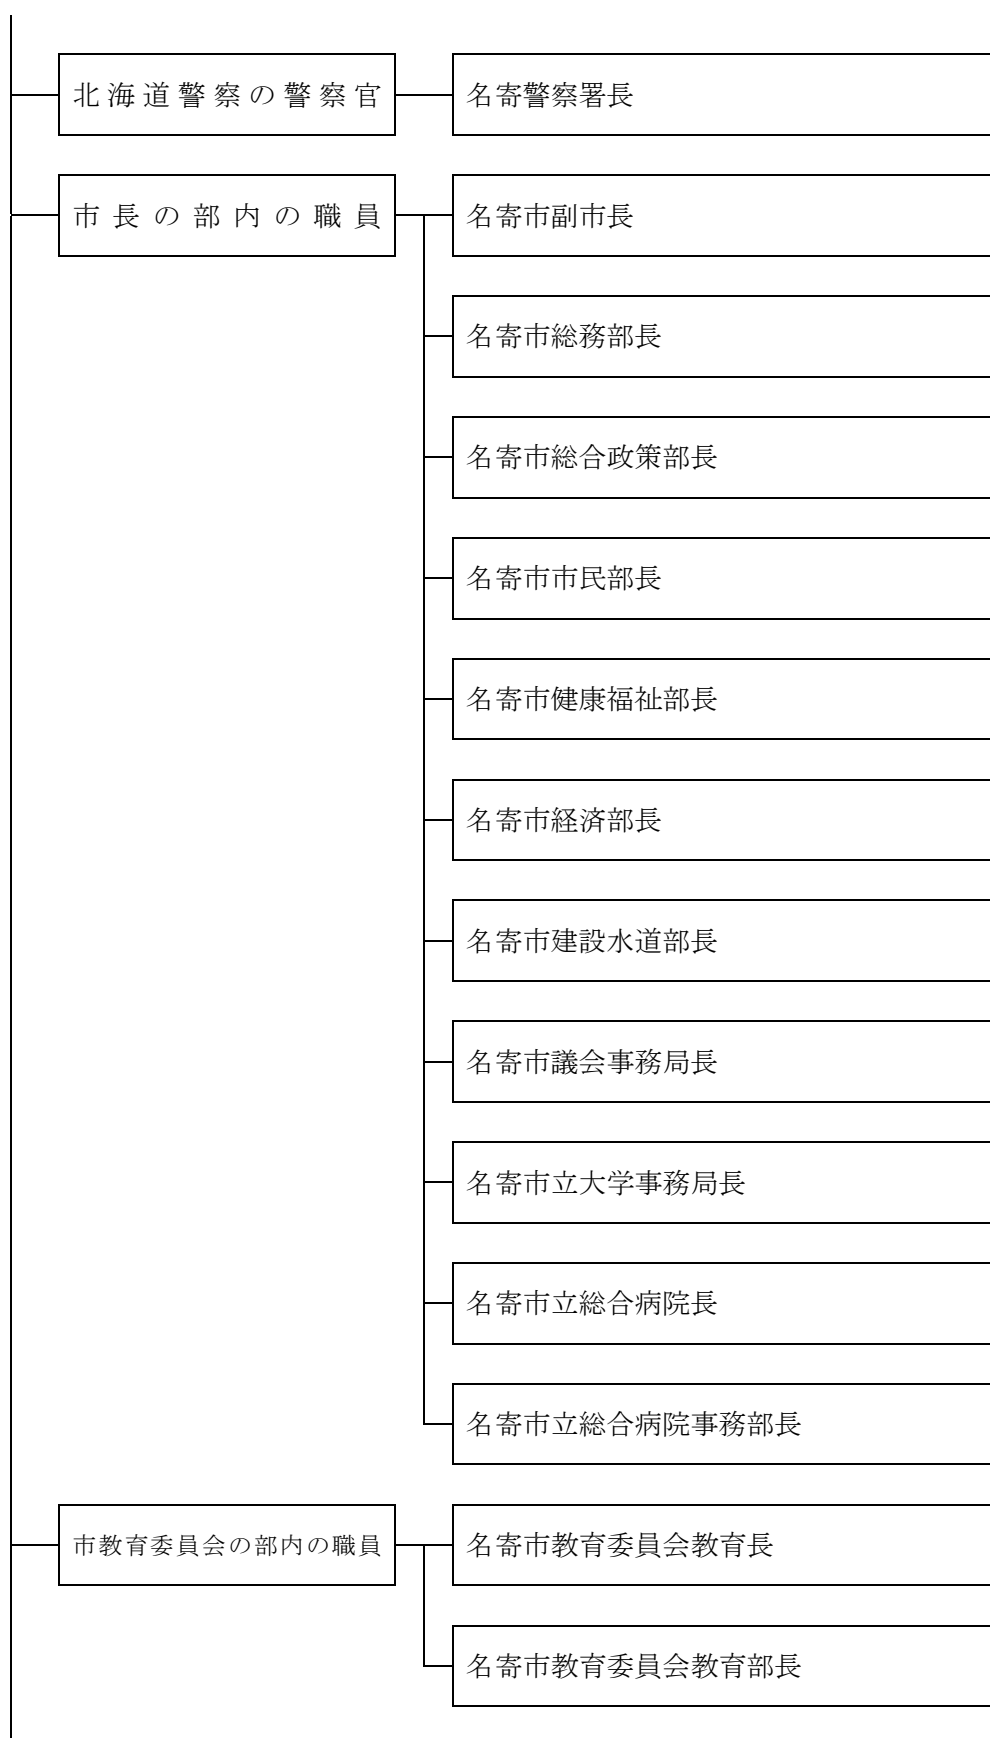 北海道警察の警察官
名寄警察署長
市長の部内の職員
名寄市副市長
名寄市総務部長
名寄市総合政策部長
名寄市市民部長
名寄市健康福祉部長
名寄市経済部長
名寄市建設水道部長
名寄市議会事務局長
名寄市立大学事務局長
名寄市立総合病院長
名寄市立総合病院事務部長
市教育委員会の部内の職員
名寄市教育委員会教育長
名寄市教育委員会教育部長